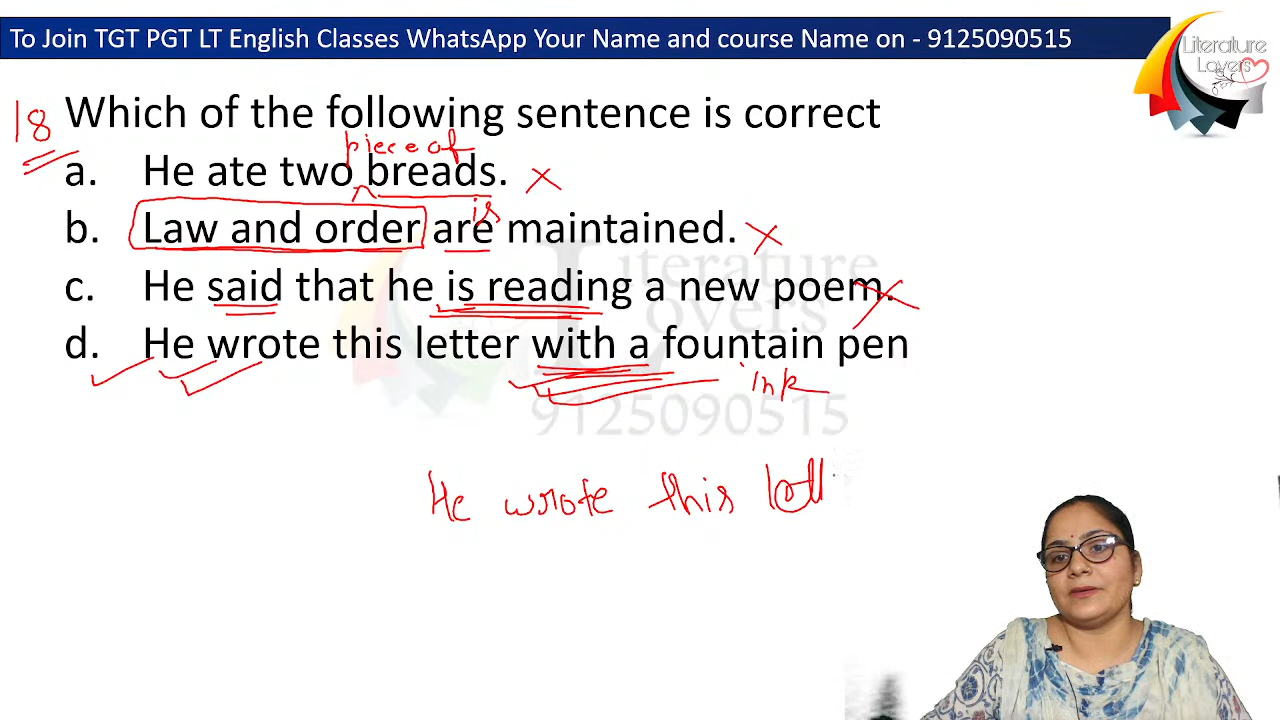 To Join TGT PGT LT English Classes WhatsApp Your Name and course Name on - 9125090515
Literature
Lovers
18 Which of the following sentence is correct
piece of
a. He ate two breads.
is
b. Law and order are maintained.
c. He said that he is reading a new poem.
d. He wrote this letter with a fountain pen
ink
Literature
Lovers
9125090515
He wrote this lett